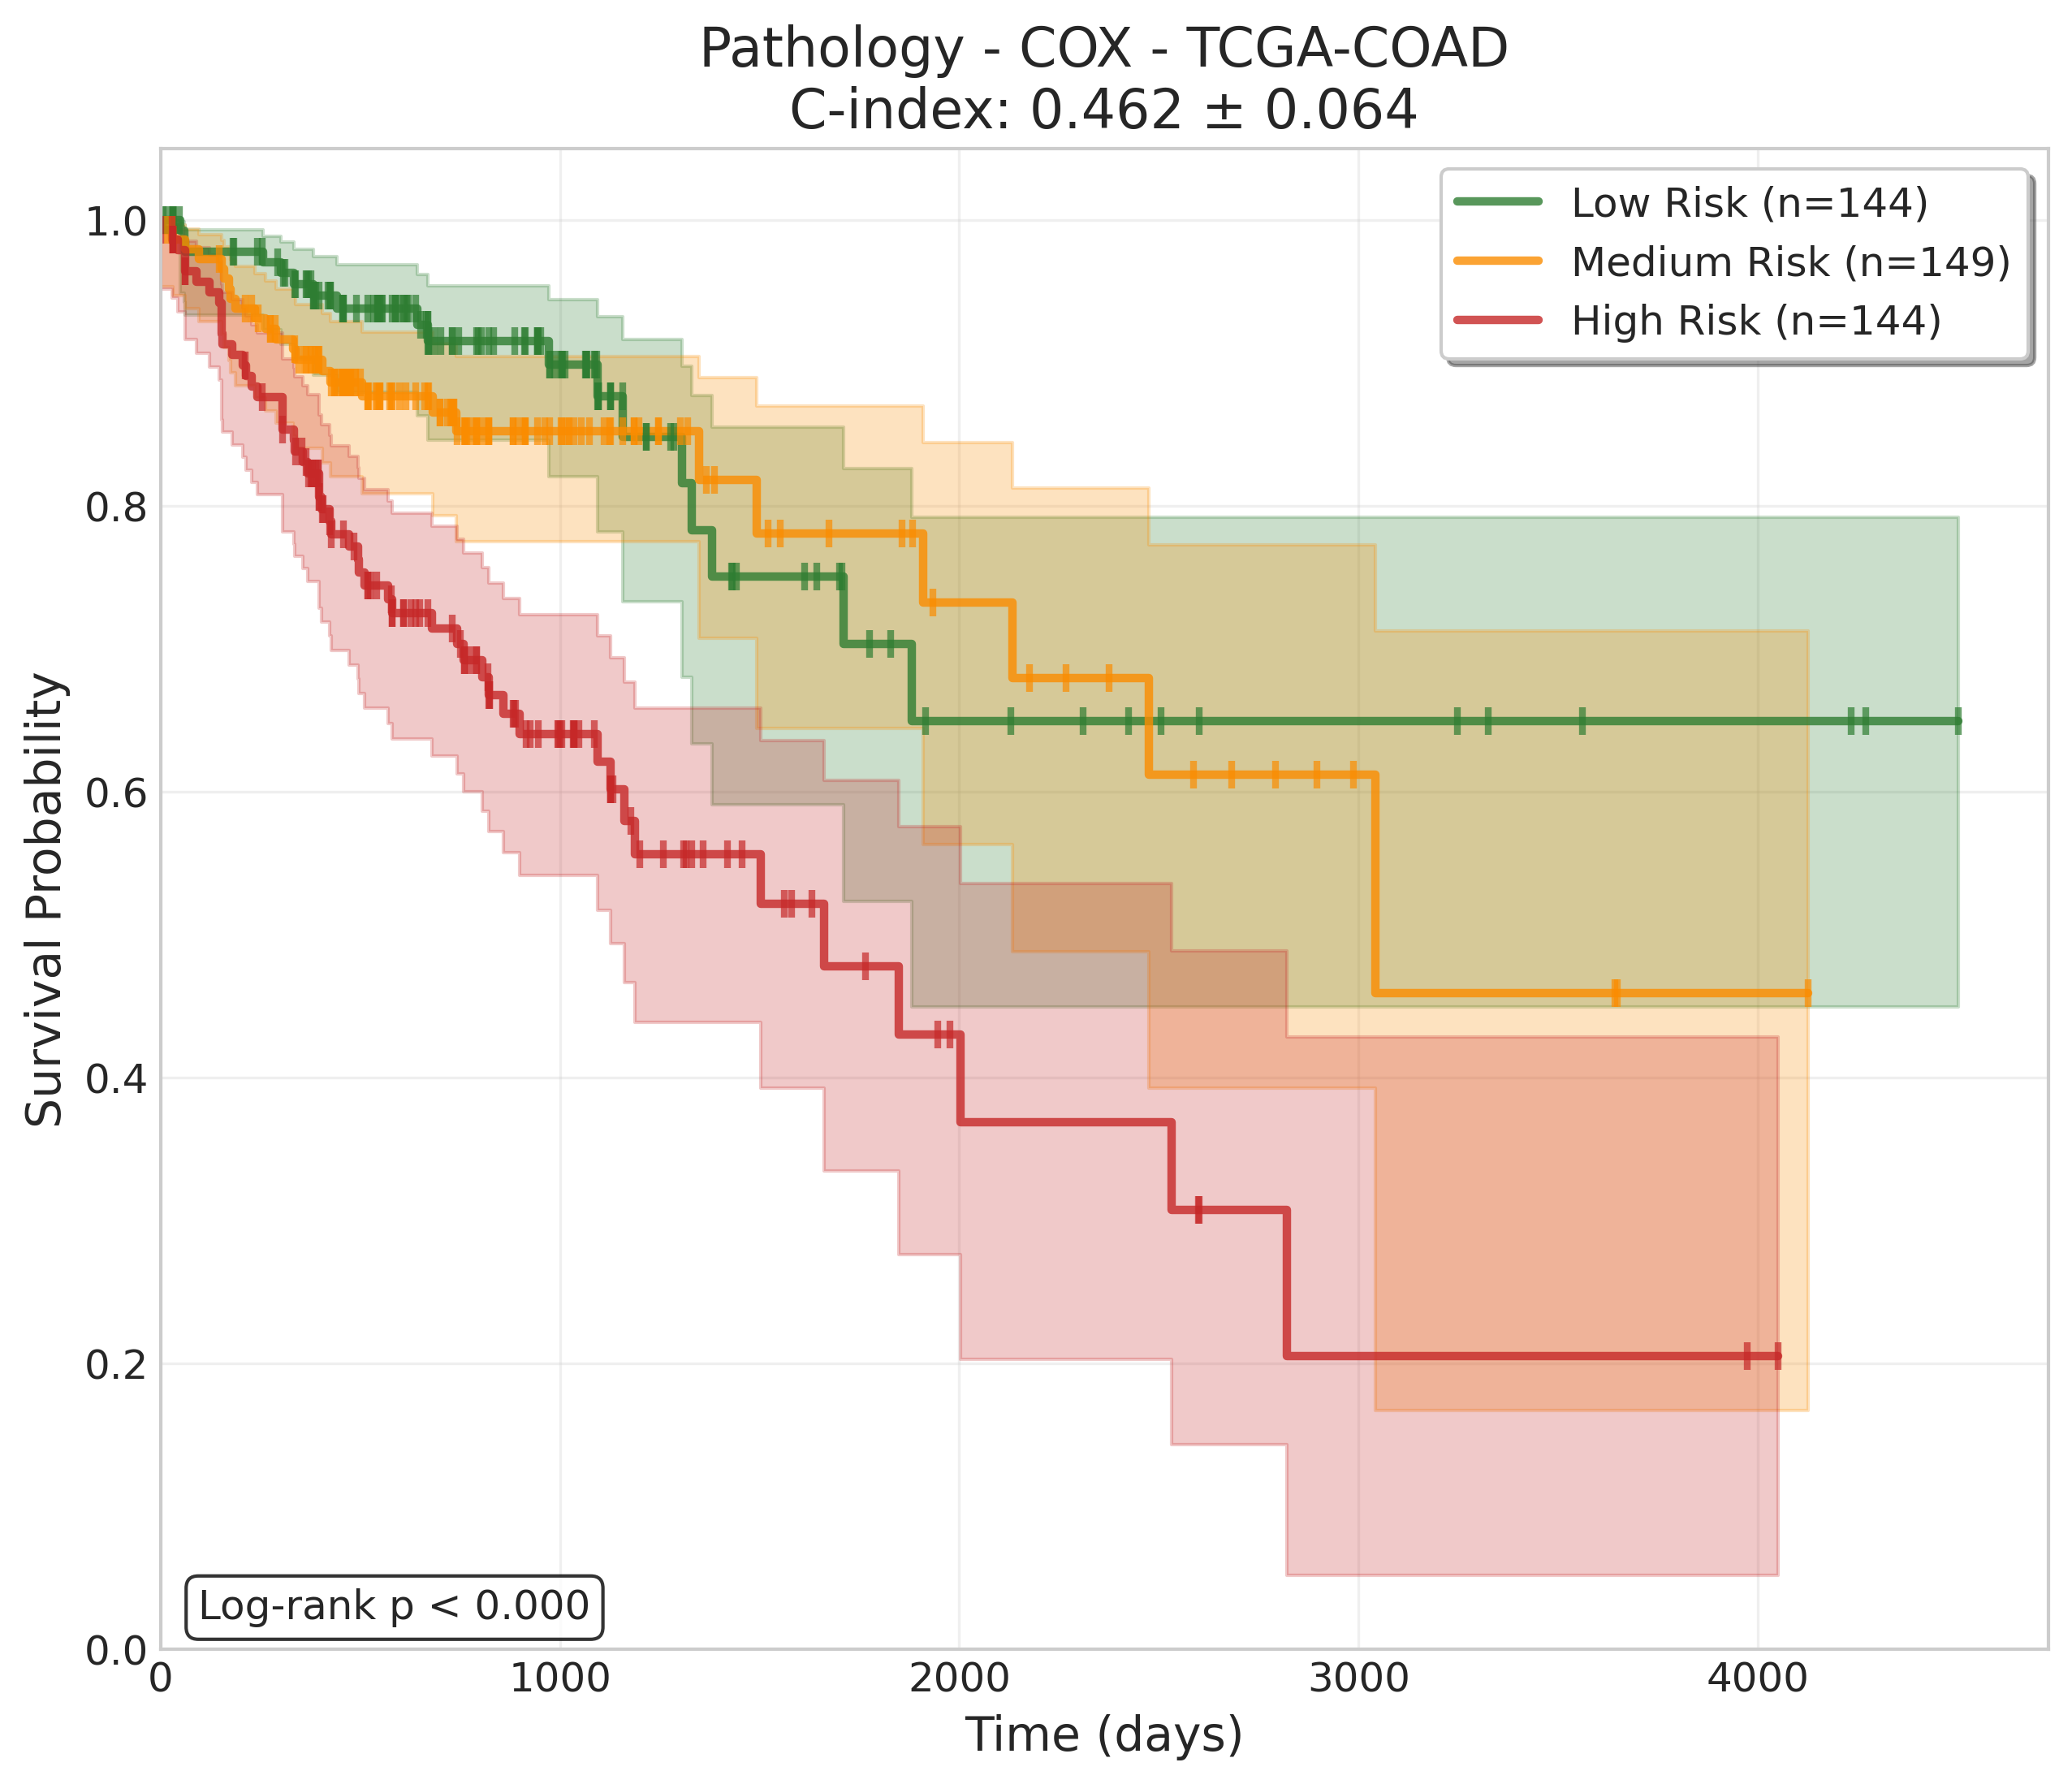 Pathology - COX - TCGA-COAD
C-index: 0.462 ± 0.064
Low Risk (n=144)
Medium Risk (n=149)
High Risk (n=144)
Survival Probability
1.0
0.8
0.6
0.4
0.2
0.0
Log-rank p < 0.000
0 1000 2000 3000 4000
Time (days)